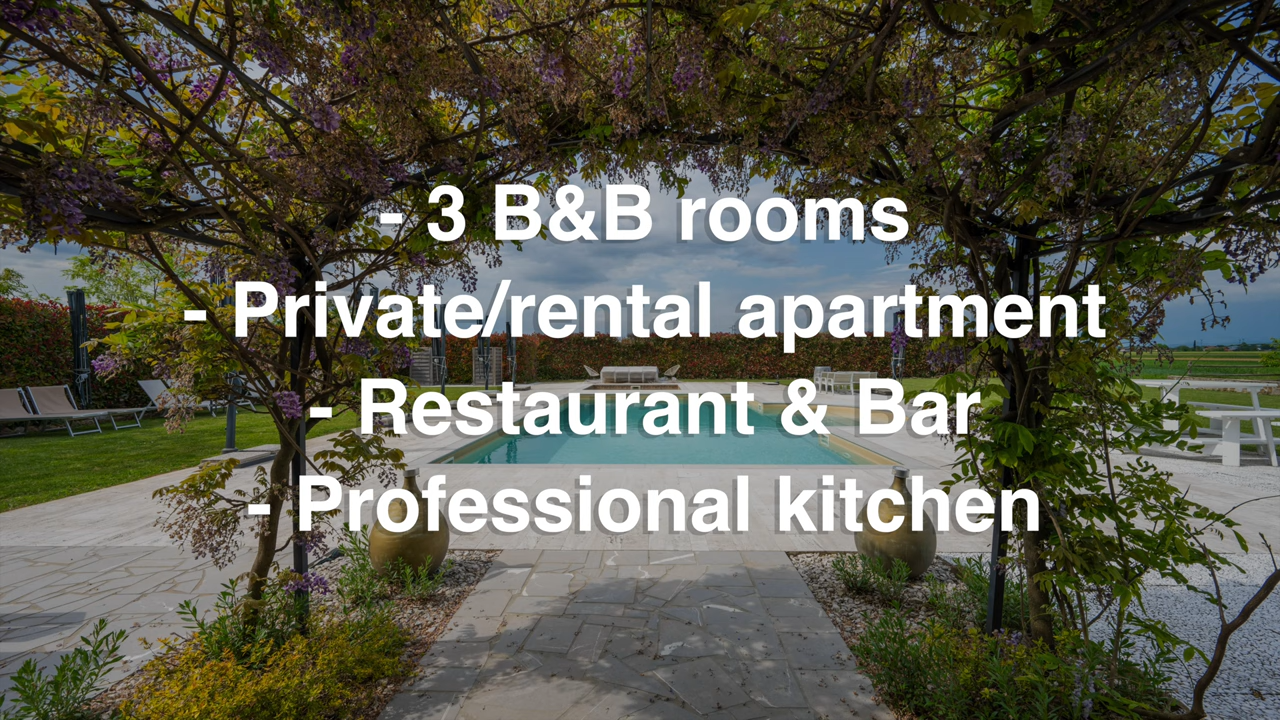 - 3 B&B rooms
- Private/rental apartment
- Restaurant & Bar
- Professional kitchen